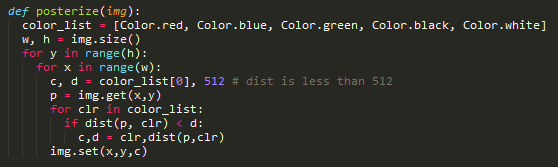 def posterize(img):
  color_list = [Color.red, Color.blue, Color.green, Color.black, Color.white]
  w, h = img.size()
  for y in range(h):
    for x in range(w):
      c, d = color_list[0], 512 # dist is less than 512
      p = img.get(x,y)
      for clr in color_list:
        if dist(p, clr) < d:
          c,d = clr,dist(p,clr)
      img.set(x,y,c)